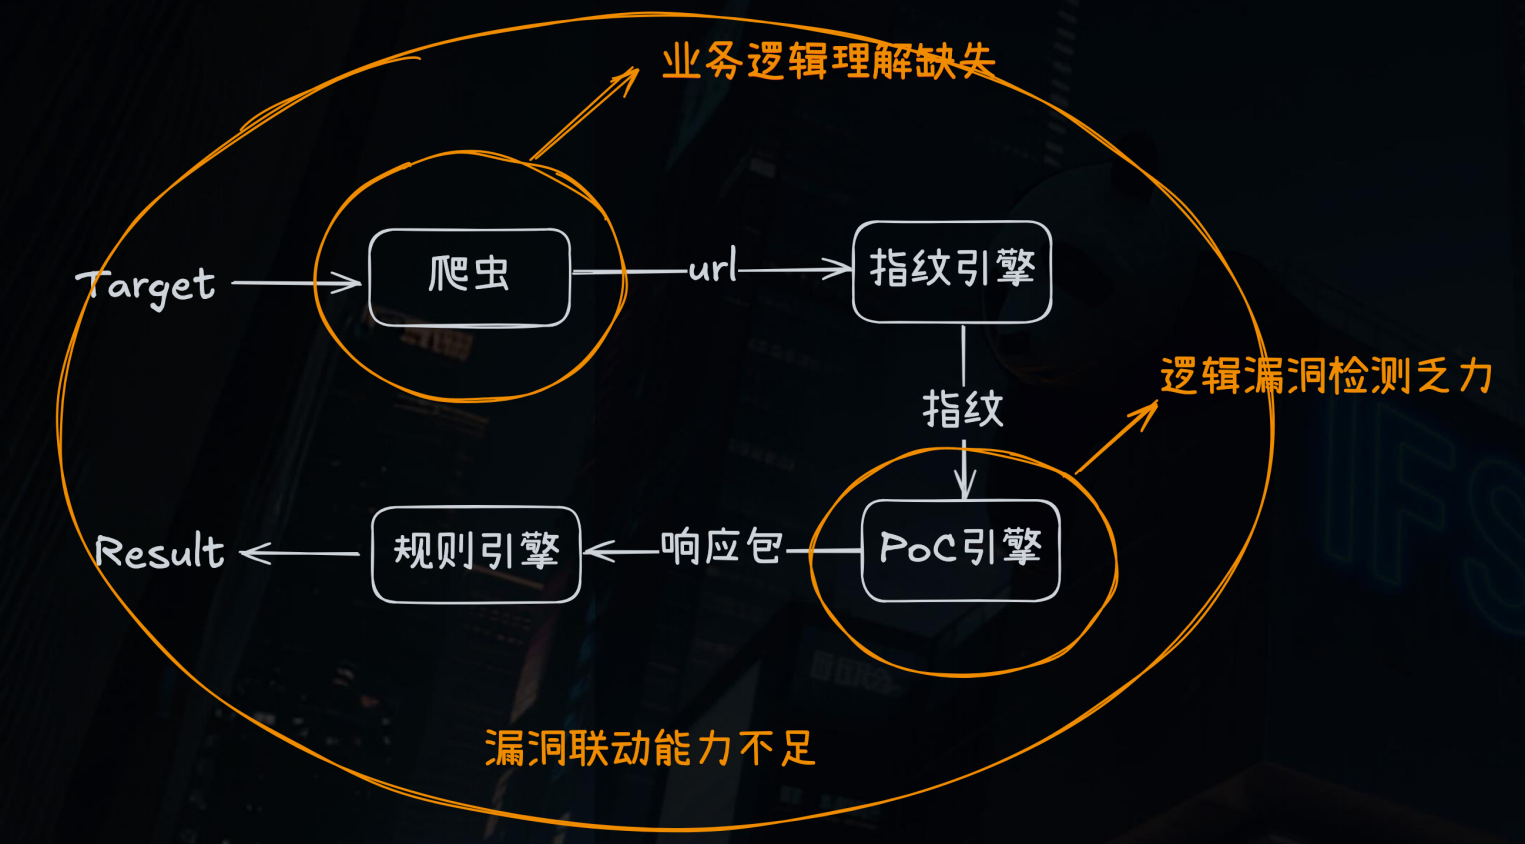 业务逻辑理解缺失
Target
爬虫
url
指纹引擎
逻辑漏洞检测乏力
指纹
Result
规则引擎
响应包
PoC引擎
漏洞联动能力不足
IFS